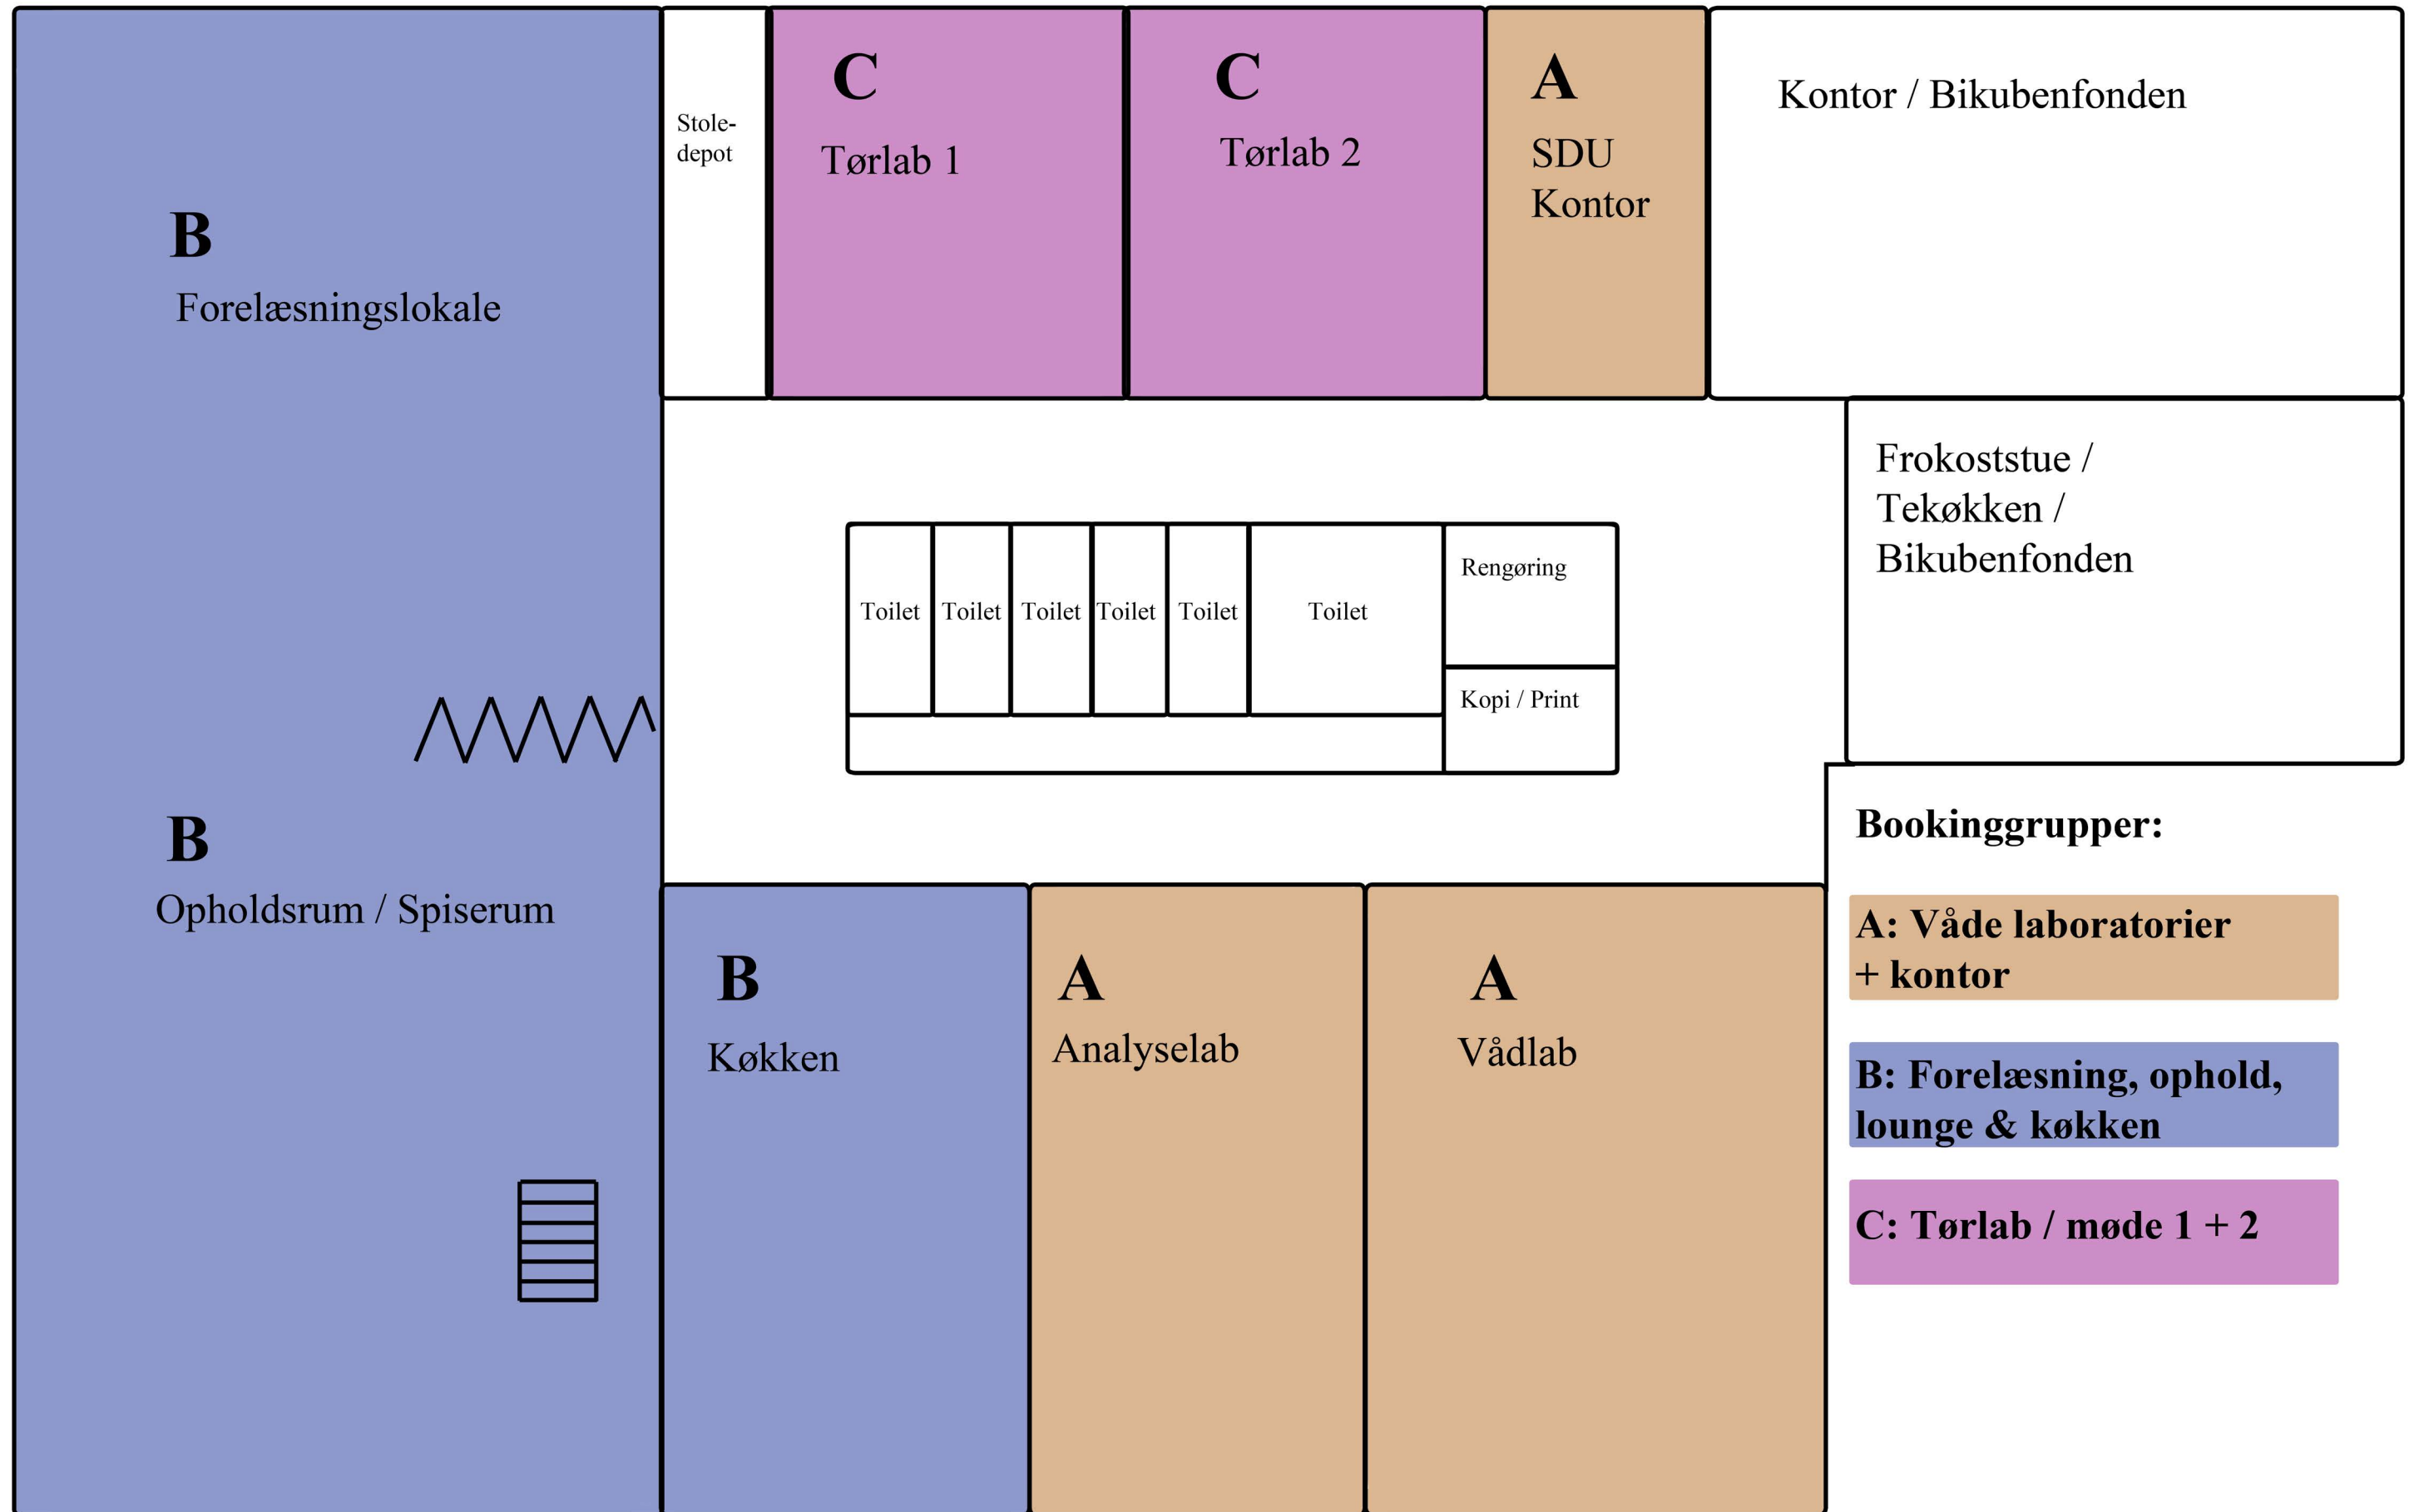 B
Forelæsningslokale
Stole-
depot
C
Tørlab 1
C
Tørlab 2
A
SDU
Kontor
Kontor / Bikubenfonden
Frokoststue /
Tekøkken /
Bikubenfonden
Toilet
Toilet
Toilet
Toilet
Toilet
Toilet
Rengøring
Kopi / Print
B
Opholdsrum / Spiserum
B
Køkken
A
Analyselab
A
Vådlab
Bookinggrupper:
A: Våde laboratorier
+ kontor
B: Forelæsning, ophold,
lounge & køkken
C: Tørlab / møde 1 + 2